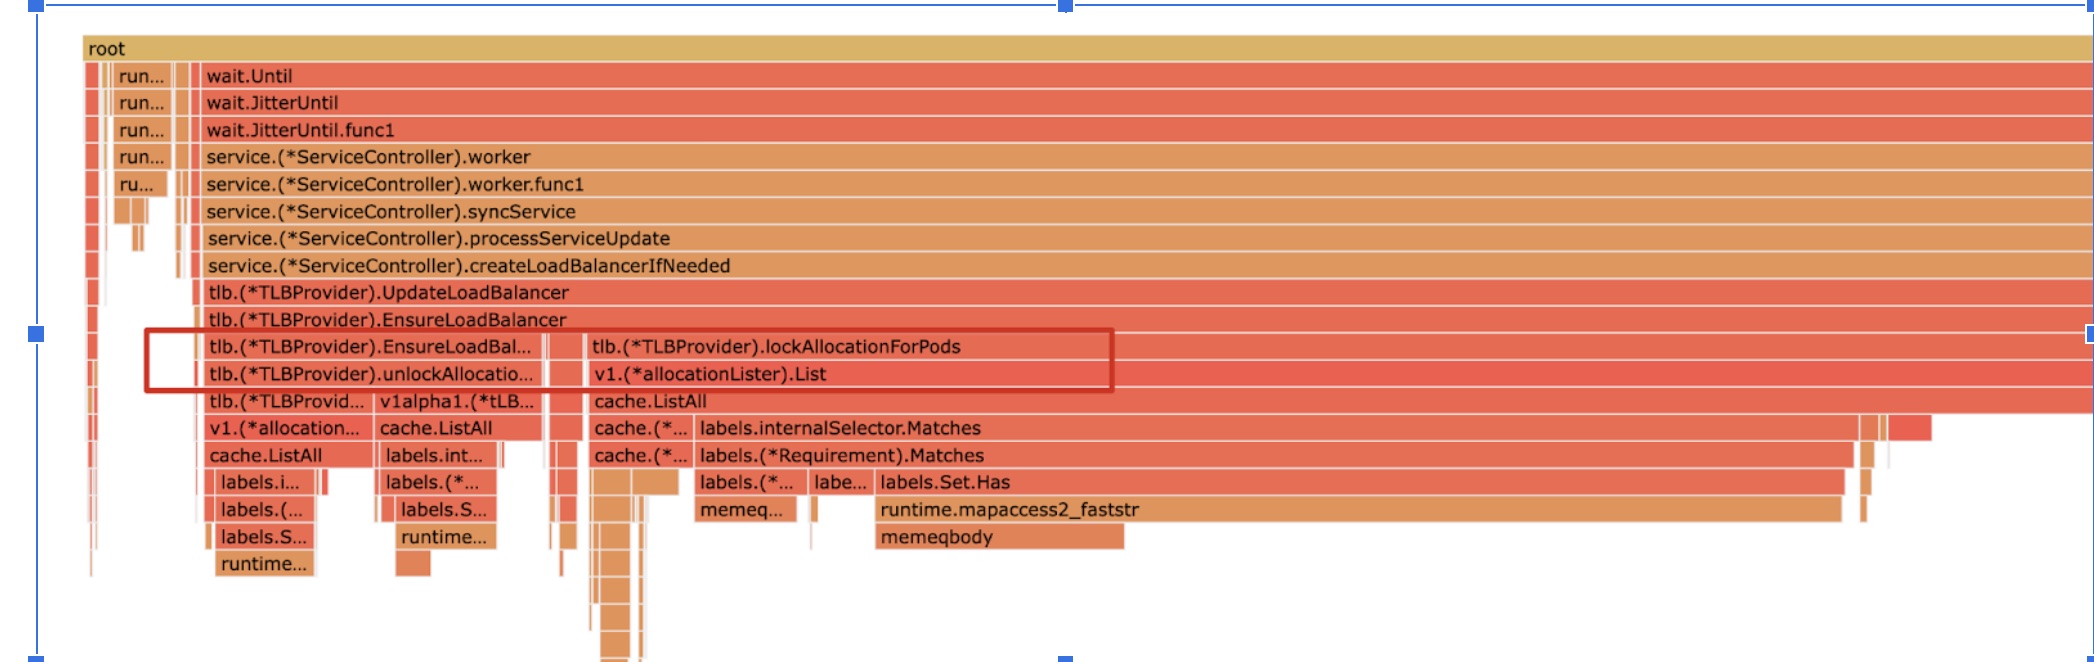 root
run... wait.Until
run... wait.JitterUntil
run... wait.JitterUntil.func1
run... service.(*ServiceController).worker
ru... service.(*ServiceController).worker.func1
service.(*ServiceController).syncService
service.(*ServiceController).processServiceUpdate
service.(*ServiceController).createLoadBalancerIfNeeded
tlb.(*TLBProvider).UpdateLoadBalancer
tlb.(*TLBProvider).EnsureLoadBalancer
tlb.(*TLBProvider).EnsureLoadBal... tlb.(*TLBProvider).lockAllocationForPods
tlb.(*TLBProvider).unlockAllocatio... v1.(*allocationLister).List
tlb.(*TLBProvid... v1alpha1.(*tLB... cache.ListAll
v1.(*allocation... cache.ListAll cache.(*... labels.internalSelector.Matches
cache.ListAll labels.int... cache.(*... labels.(*Requirement).Matches
labels.i... labels.(*... labels.(*... labe... labels.Set.Has
labels.(... labels.S... memeq... runtime.mapaccess2_faststr
labels.S... runtime... memeqbody
runtime...